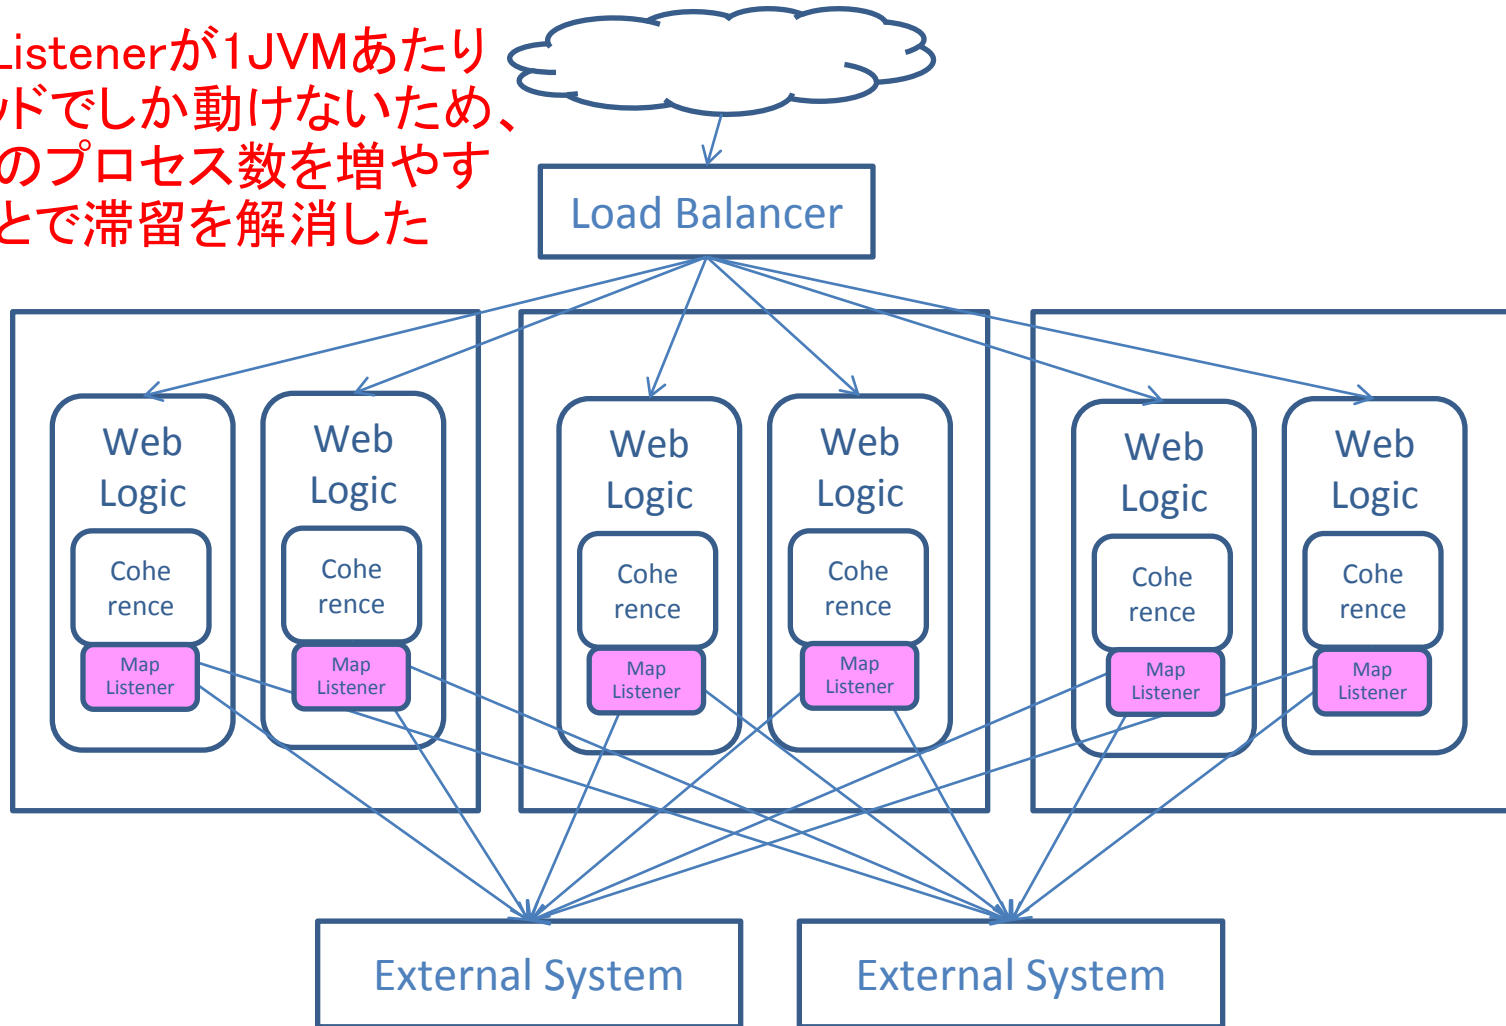 Listenerが1JVMあたり
ッドでしか動けないため、
のプロセス数を増やす
とで滞留を解消した
Load Balancer
Web
Logic
Cohe
rence
Map
Listener
Web
Logic
Cohe
rence
Map
Listener
Web
Logic
Cohe
rence
Map
Listener
Web
Logic
Cohe
rence
Map
Listener
Web
Logic
Cohe
rence
Map
Listener
Web
Logic
Cohe
rence
Map
Listener
External System
External System